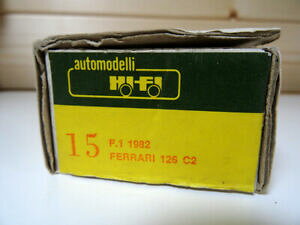 automodelli
HI-FI
15 F.1 1982
FERRARI 126 C2